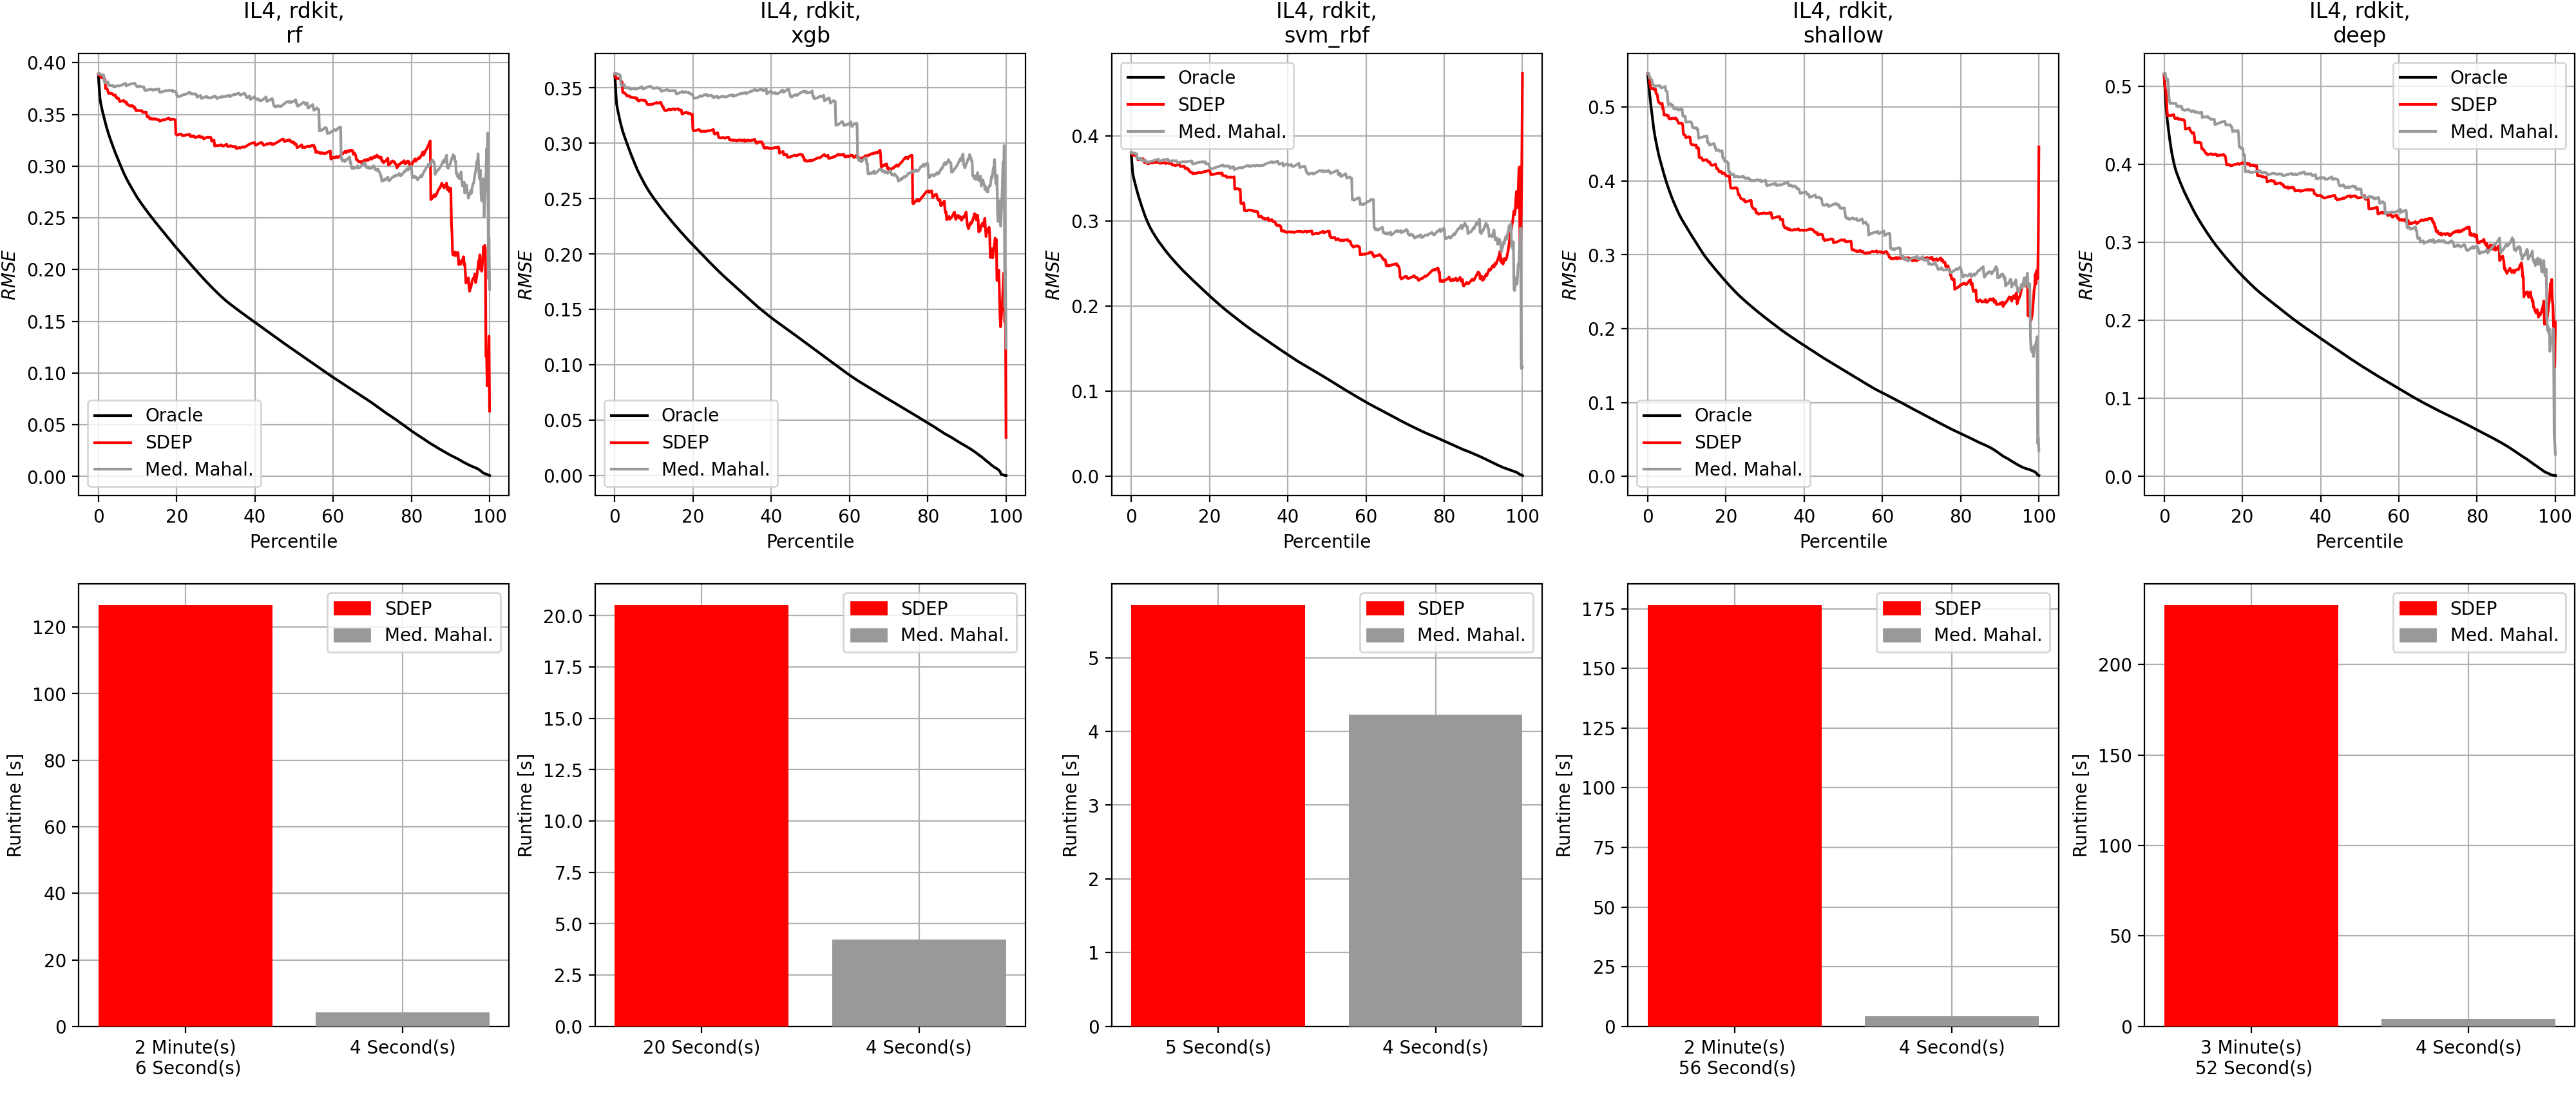 IL4, rdkit,
rf
0.40
0.35
0.30
0.25
0.20
0.15
0.10
0.05
0.00
RMSE
Oracle
SDEP
Med. Mahal.
0 20 40 60 80 100
Percentile
IL4, rdkit,
xgb
0.35
0.30
0.25
0.20
0.15
0.10
0.05
0.00
RMSE
Oracle
SDEP
Med. Mahal.
0 20 40 60 80 100
Percentile
IL4, rdkit,
svm_rbf
Oracle
SDEP
Med. Mahal.
0.4
0.3
0.2
0.1
0.0
RMSE
0 20 40 60 80 100
Percentile
IL4, rdkit,
shallow
0.5
0.4
0.3
0.2
0.1
0.0
RMSE
Oracle
SDEP
Med. Mahal.
0 20 40 60 80 100
Percentile
IL4, rdkit,
deep
Oracle
SDEP
Med. Mahal.
0.5
0.4
0.3
0.2
0.1
0.0
RMSE
0 20 40 60 80 100
Percentile
SDEP
Med. Mahal.
120
100
80
60
40
20
0
Runtime [s]
2 Minute(s)
6 Second(s)
4 Second(s)
SDEP
Med. Mahal.
20.0
17.5
15.0
12.5
10.0
7.5
5.0
2.5
0.0
Runtime [s]
20 Second(s)
4 Second(s)
SDEP
Med. Mahal.
5
4
3
2
1
0
Runtime [s]
5 Second(s)
4 Second(s)
SDEP
Med. Mahal.
175
150
125
100
75
50
25
0
Runtime [s]
2 Minute(s)
56 Second(s)
4 Second(s)
SDEP
Med. Mahal.
200
150
100
50
0
Runtime [s]
3 Minute(s)
52 Second(s)
4 Second(s)